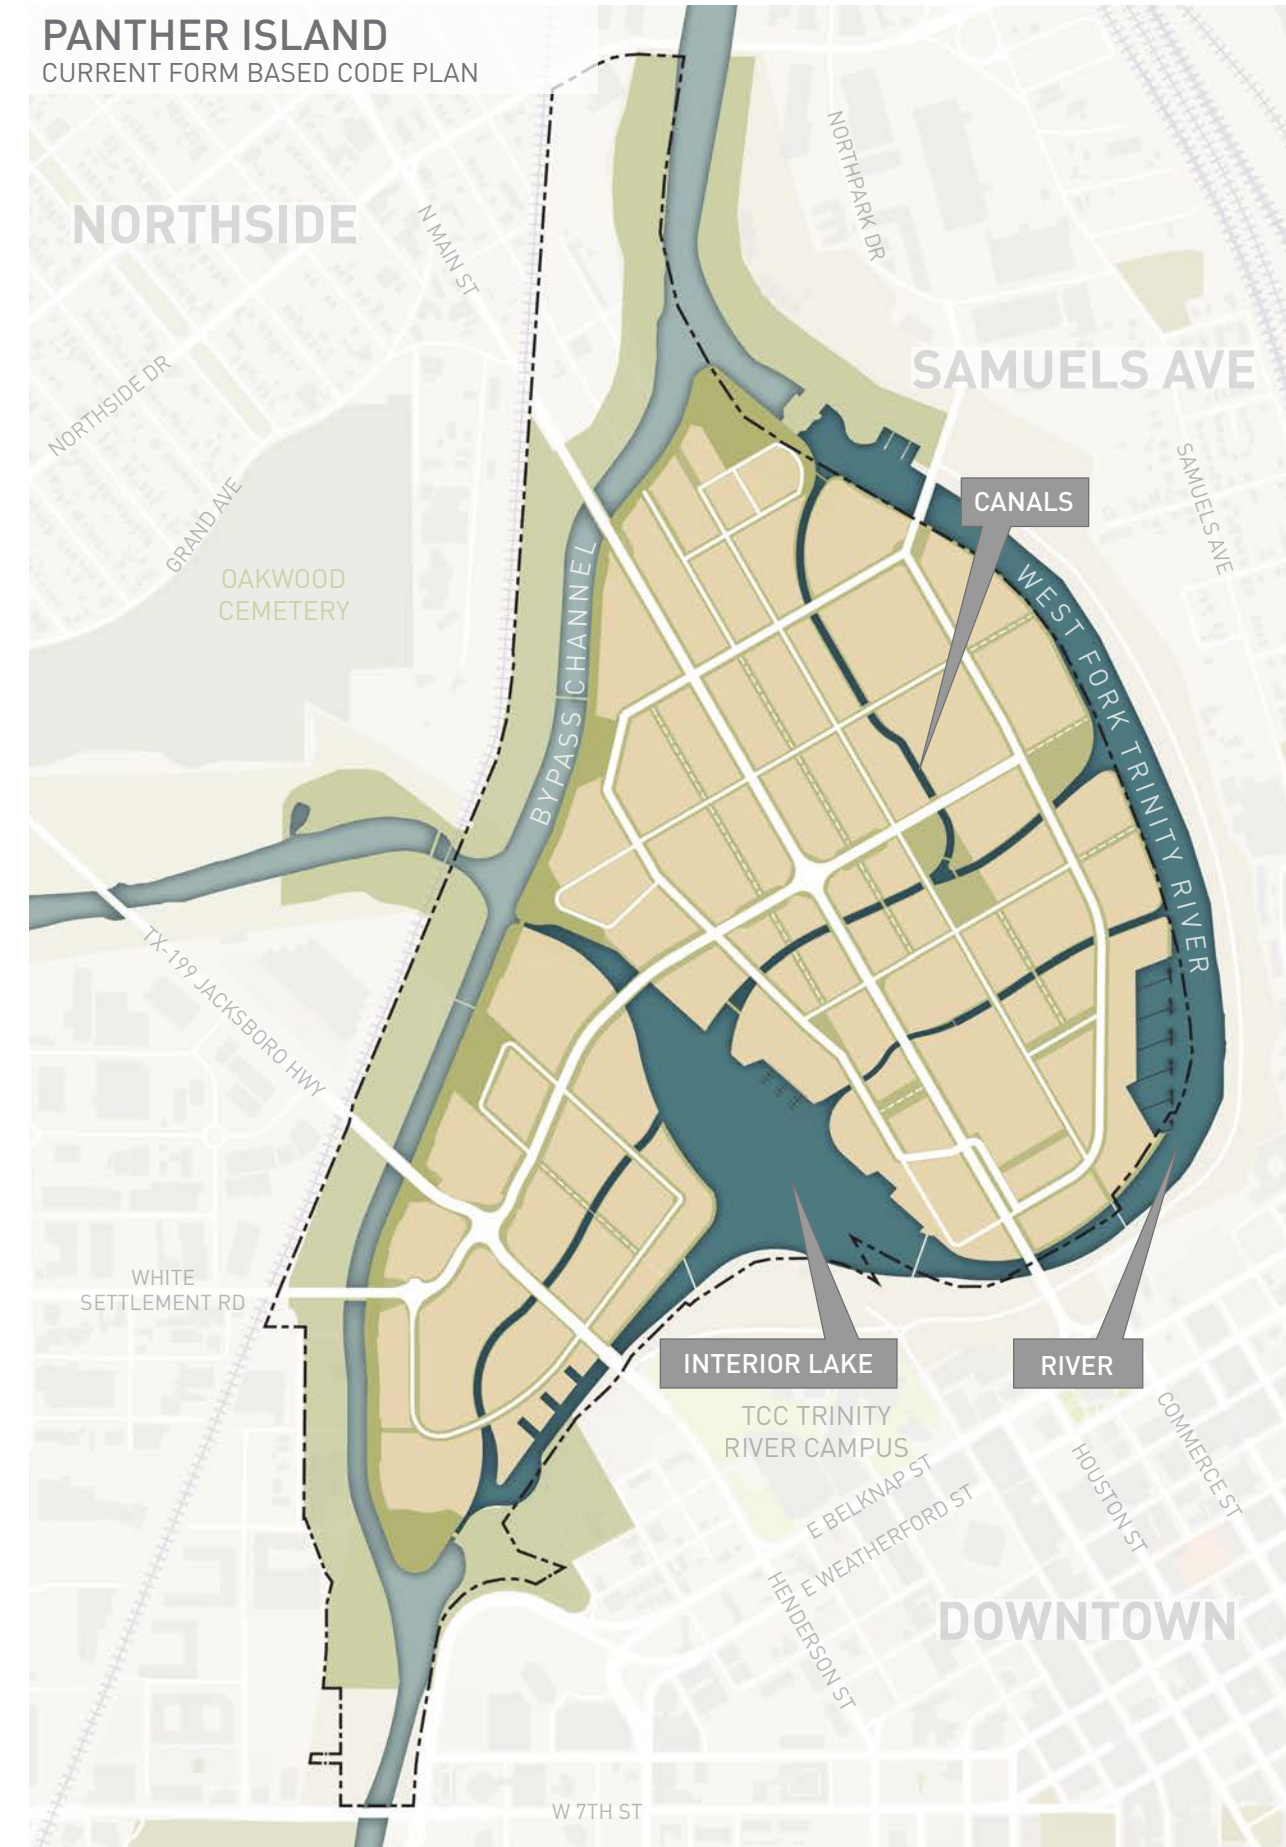 PANTHER ISLAND
CURRENT FORM BASED CODE PLAN
NORTHPARK DR
NORTHSIDE
N MAIN ST
SAMUELS AVE
NORTHSIDE DR
SAMUELS AVE
GRAND AVE
CANALS
OAKWOOD
CEMETERY
BYPASS CHANNEL
WEST FORK TRINITY RIVER
TX-199 JACKSBORO HWY
WHITE
SETTLEMENT RD
INTERIOR LAKE
RIVER
TCC TRINITY
RIVER CAMPUS
COMMERCE ST
HOUSTON ST
E BELKNAP ST
E WEATHERFORD ST
HENDERSON ST
DOWNTOWN
W 7TH ST